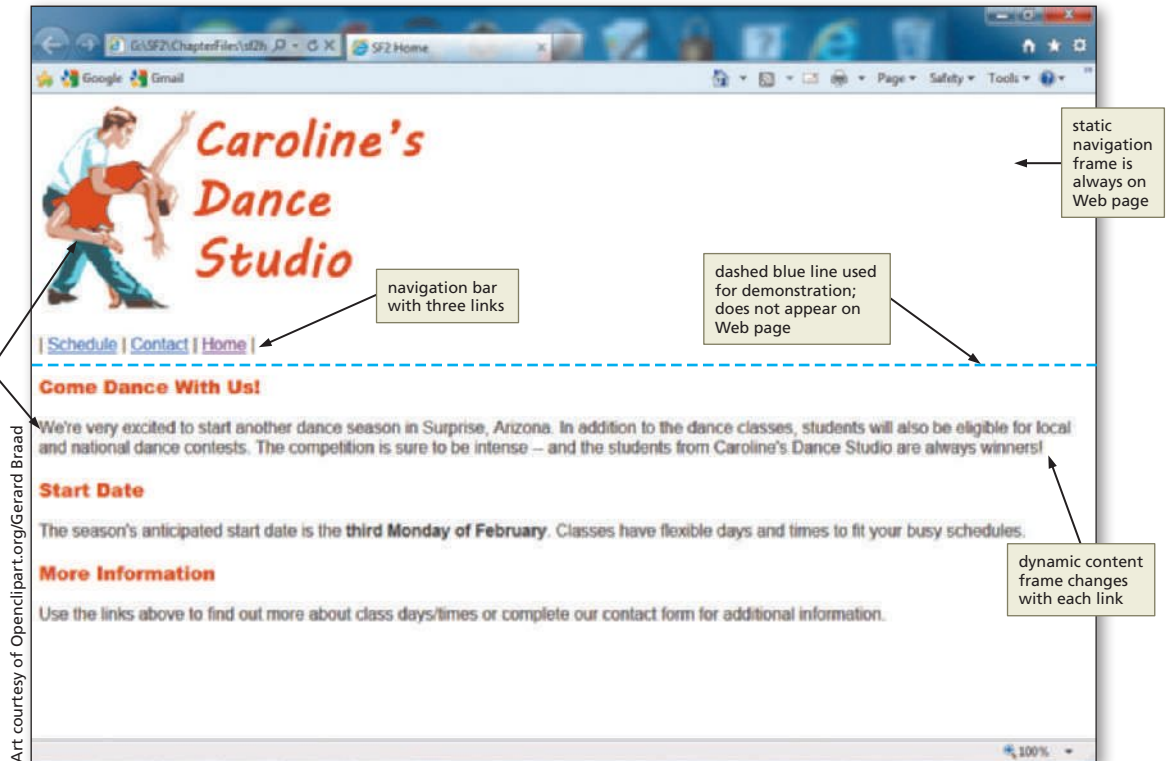 G:\SF2\ChapterFiles\sf2h
SF2 Home
Google Gmail
Page Safety Tools
Caroline's
Dance
Studio
static
navigation
frame is
always on
Web page
navigation bar
with three links
dashed blue line used
for demonstration;
does not appear on
Web page
| Schedule | Contact | Home |
Come Dance With Us!
We're very excited to start another dance season in Surprise, Arizona. In addition to the dance classes, students will also be eligible for local
and national dance contests. The competition is sure to be intense – and the students from Caroline's Dance Studio are always winners!
Start Date
The season's anticipated start date is the third Monday of February. Classes have flexible days and times to fit your busy schedules.
dynamic content
frame changes
with each link
More Information
Use the links above to find out more about class days/times or complete our contact form for additional information.
100%
Art courtesy of Openclipart.org/Gerard Braad